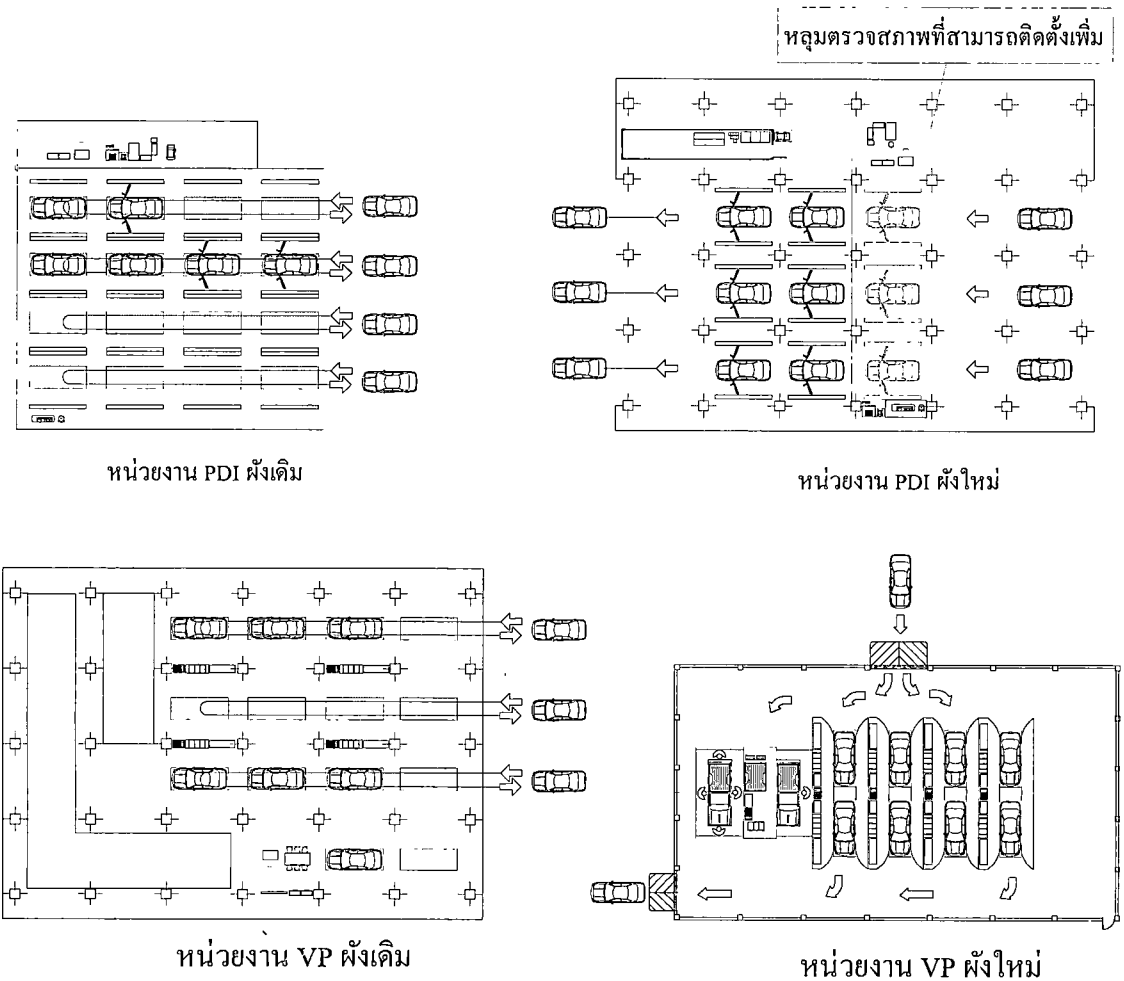 หลุมตรวจสภาพที่สามารถติดตั้งเพิ่ม
หน่วยงาน PDI ผังเดิม
หน่วยงาน PDI ผังใหม่
หน่วยงาน VP ผังเดิม
หน่วยงาน VP ผังใหม่